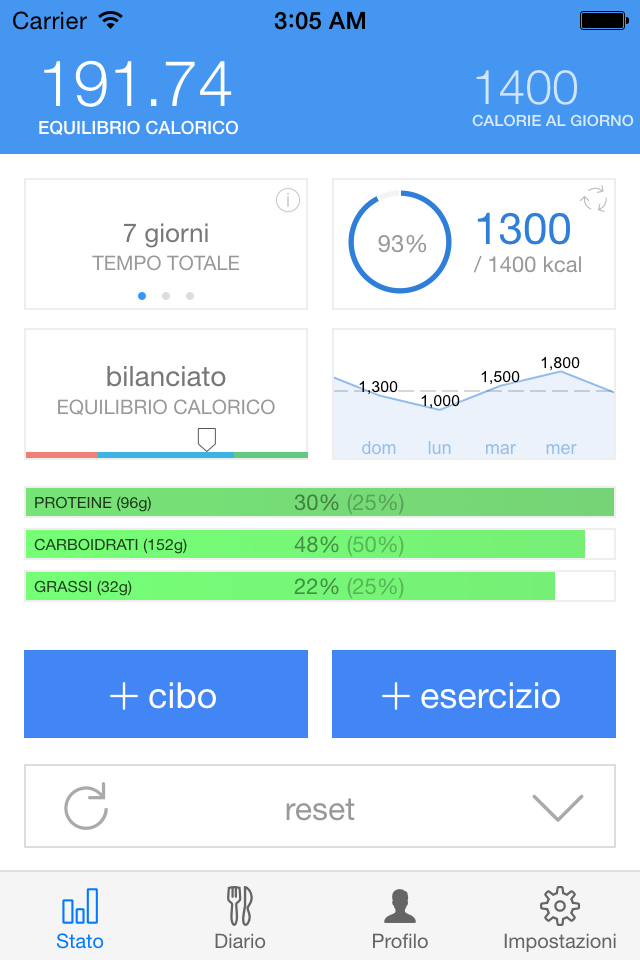 Carrier
3:05 AM
191.74
EQUILIBRIO CALORICO
1400
CALORIE AL GIORNO
7 giorni
TEMPO TOTALE
93%
1300
/ 1400 kcal
bilanciato
EQUILIBRIO CALORICO
1,300
1,000
1,500
1,800
dom
lun
mar
mer
PROTEINE (96g) 30% (25%)
CARBOIDRATI (152g) 48% (50%)
GRASSI (32g) 22% (25%)
+ cibo
+ esercizio
reset
Stato
Diario
Profilo
Impostazioni